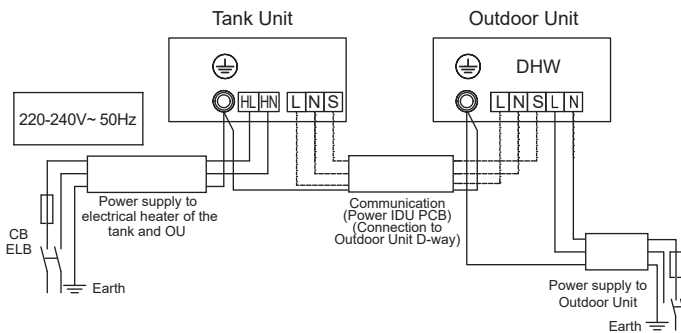 Tank Unit
Outdoor Unit
DHW
HL HN L N S
L N S L N
220-240V~ 50Hz
Power supply to
electrical heater of the
tank and OU
Communication
(Power IDU PCB)
(Connection to
Outdoor Unit D-way)
CB
ELB
Earth
Power supply to
Outdoor Unit
Earth